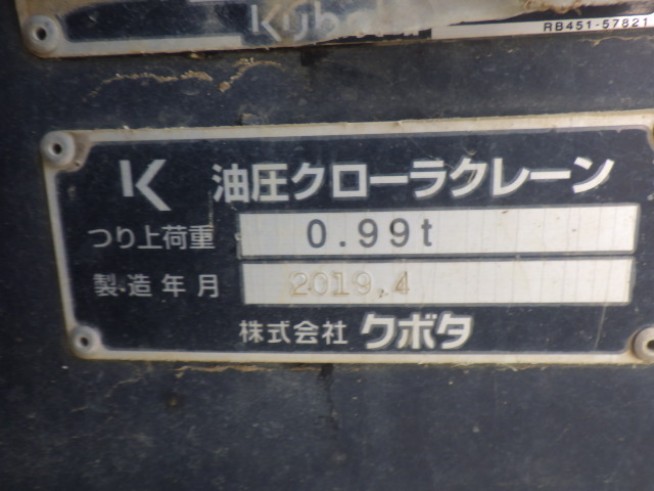 Kubota
RB451-57821
油圧クローラクレーン
つり上荷重 0.99t
製造年月 2019.4
株式会社 クボタ